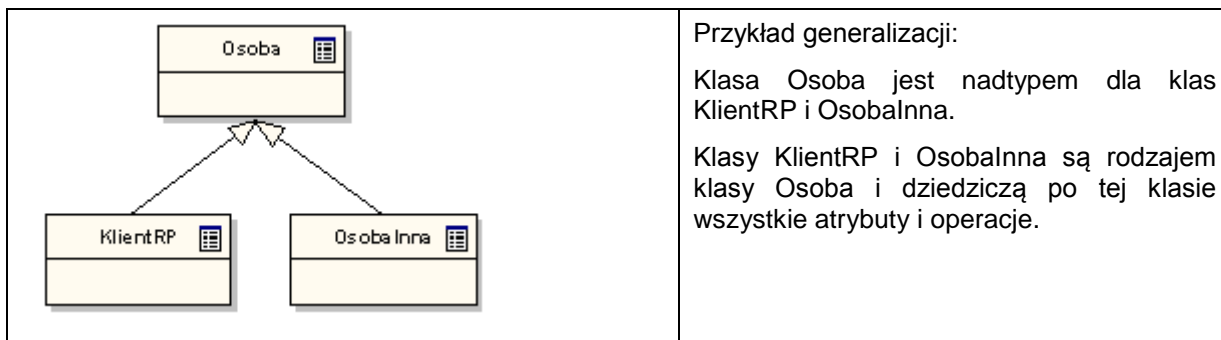 Osoba
KlientRP
OsobaInna
Przykład generalizacji:
Klasa Osoba jest nadtypem dla klas
KlientRP i OsobaInna.
Klasy KlientRP i OsobaInna są rodzajem
klasy Osoba i dziedziczą po tej klasie
wszystkie atrybuty i operacje.